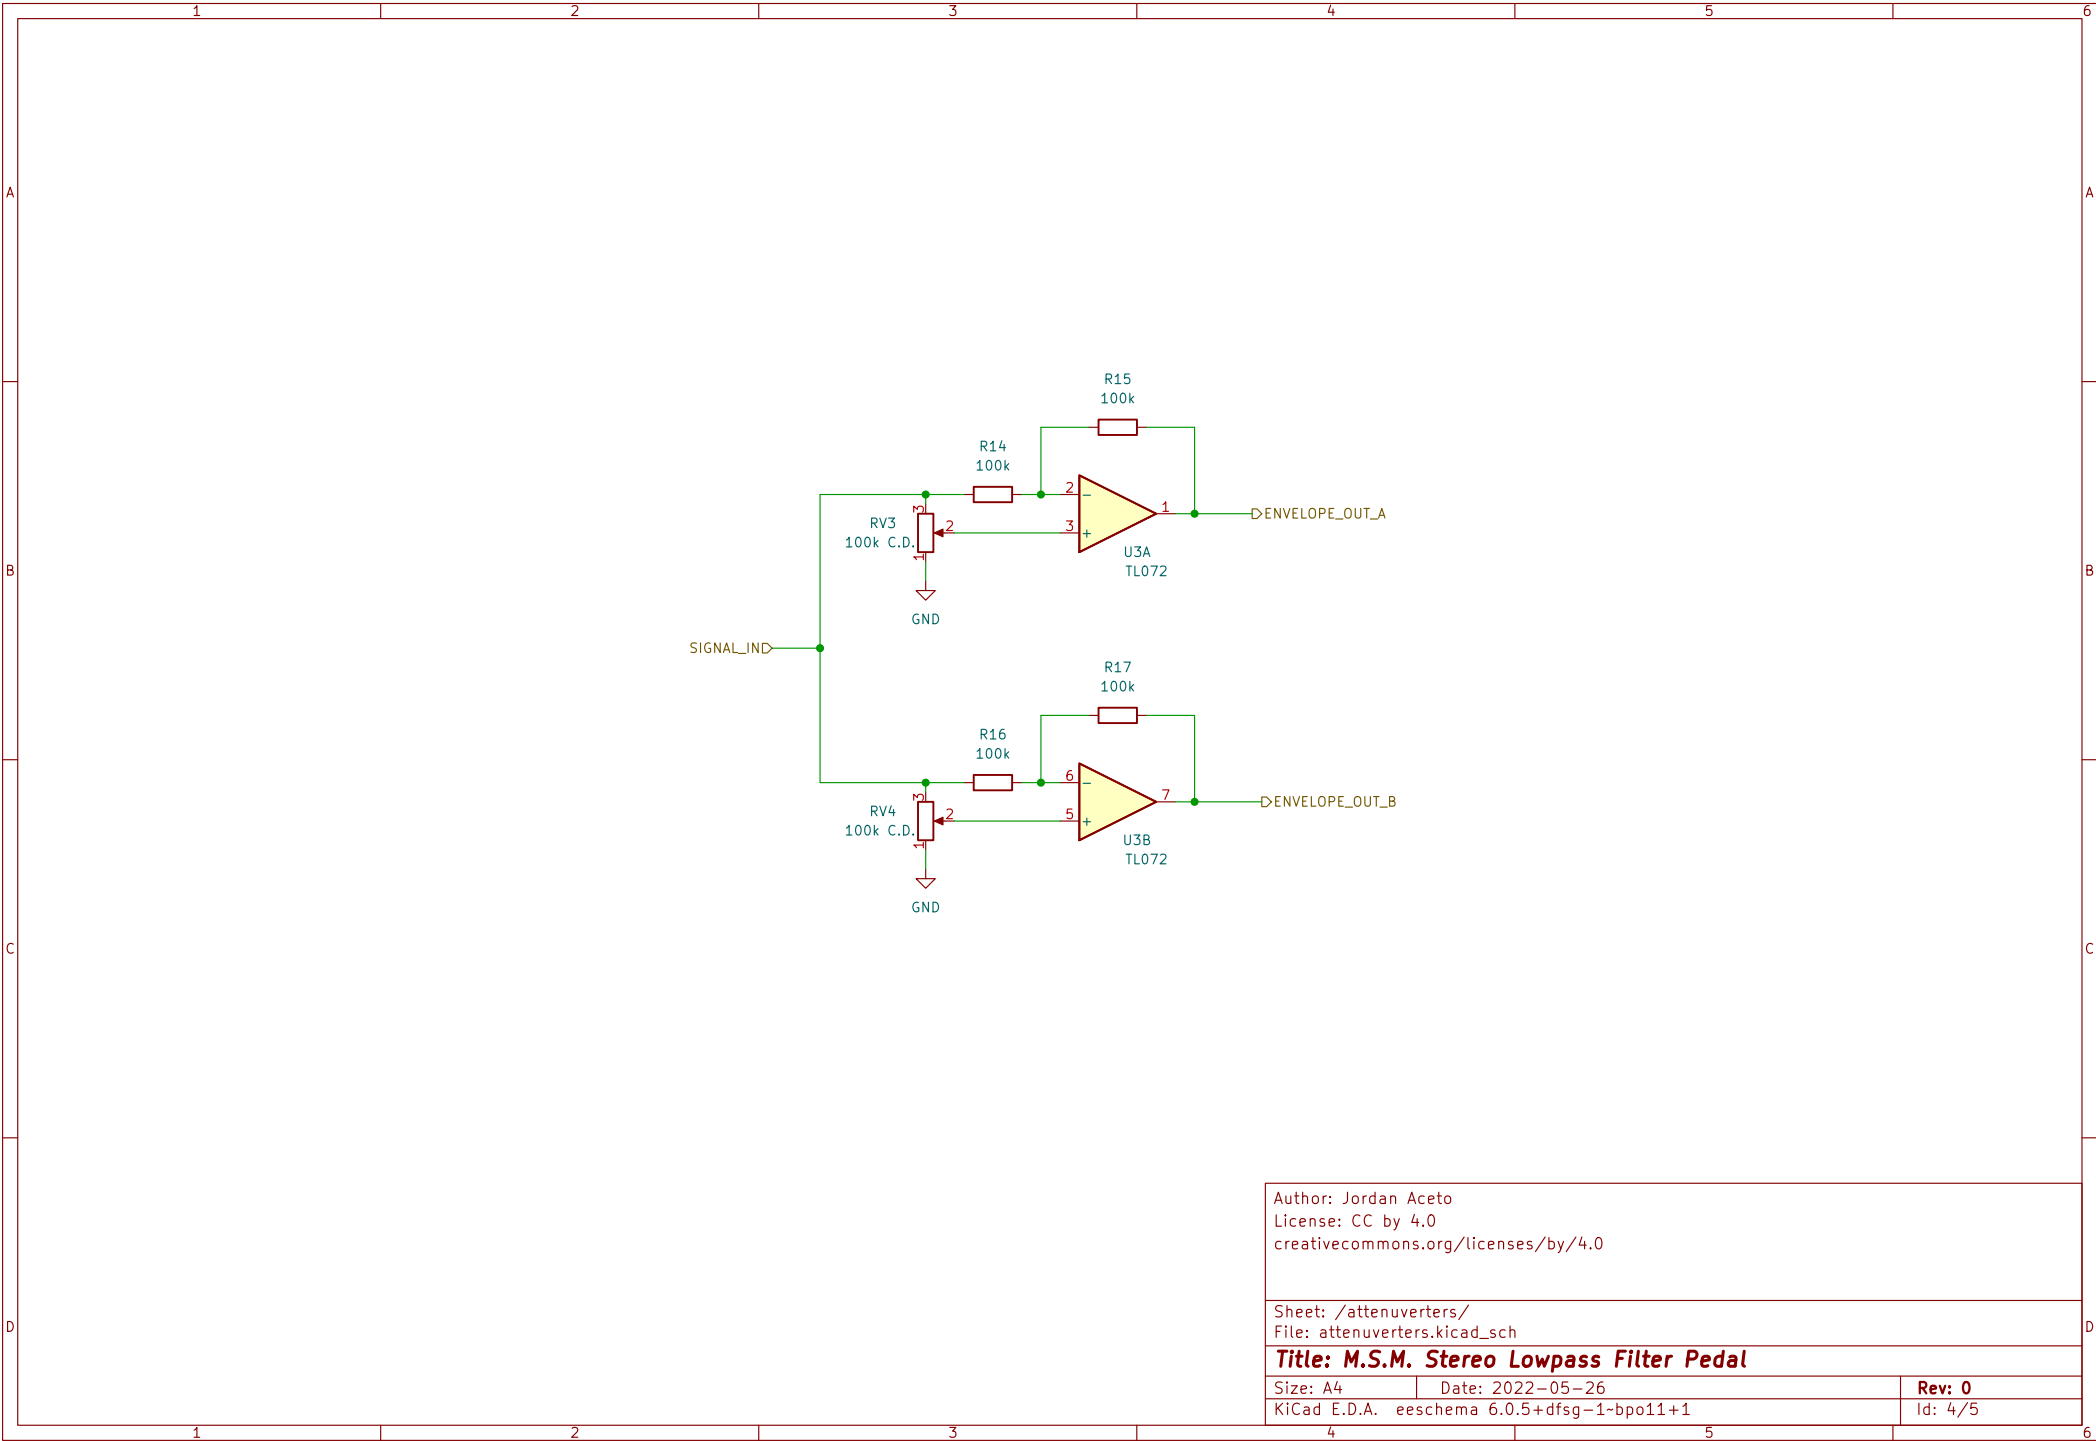 1 2 3 4 5 6
A A
R15
100k
R14
100k
2
−
1
ENVELOPE_OUT_A
3
RV3
2
3
+
100k C.D.
U3A
1
B B
TL072
GND
SIGNAL_IN
R17
100k
R16
100k
6
−
7
ENVELOPE_OUT_B
3
RV4
2
5
+
100k C.D.
U3B
1
TL072
GND
C C
Author: Jordan Aceto
License: CC by 4.0
creativecommons.org/licenses/by/4.0
Sheet: /attenuverters/
D D
File: attenuverters.kicad_sch
Title: M.S.M. Stereo Lowpass Filter Pedal
Size: A4 Date: 2022-05-26 Rev: 0
KiCad E.D.A. eeschema 6.0.5+dfsg-1~bpo11+1 Id: 4/5
1 2 3 4 5 6